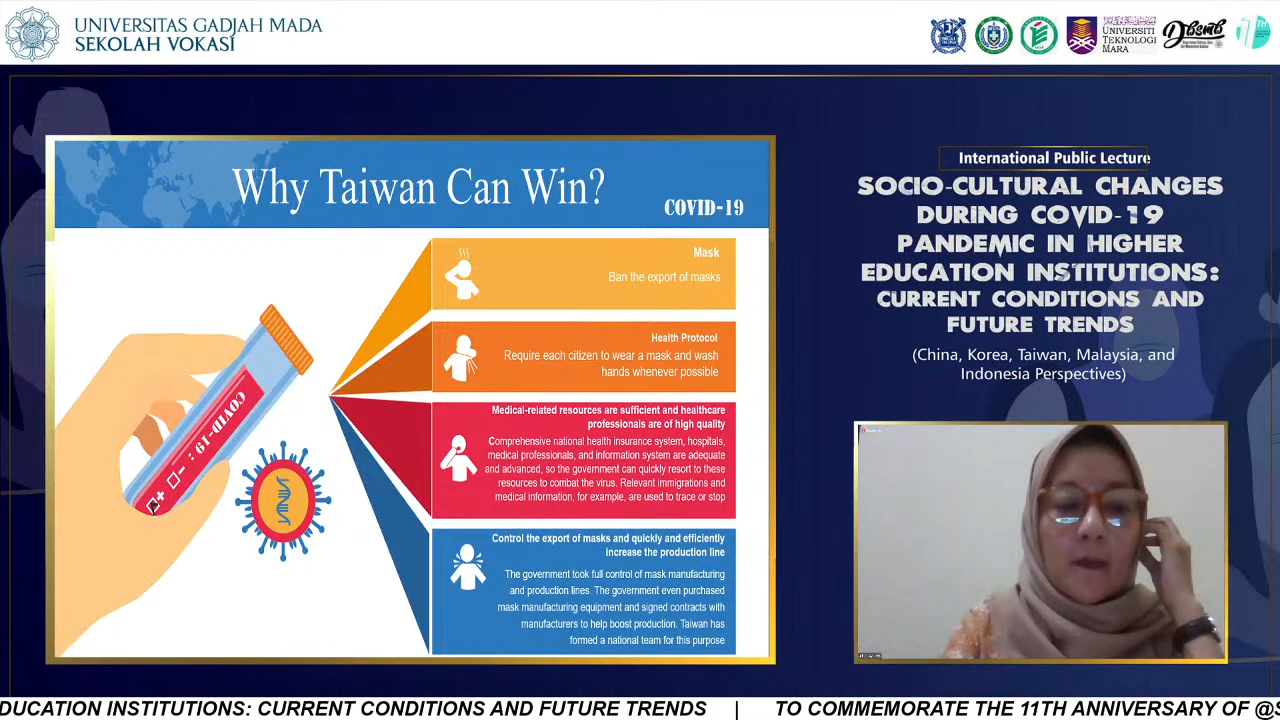 UNIVERSITAS GADJAH MADA
SEKOLAH VOKASI
UNIVERSITI
TEKNOLOGI
MARA
DBSMB
Why Taiwan Can Win?
COVID-19
Mask
Ban the export of masks
Health Protocol
Require each citizen to wear a mask and wash
hands whenever possible
Medical-related resources are sufficient and healthcare
professionals are of high quality
Comprehensive national health insurance system, hospitals,
medical professionals, and information system are adequate
and advanced, so the government can quickly resort to these
resources to combat the virus. Relevant immigrations and
medical information, for example, are used to trace or stop
Control the export of masks and quickly and efficiently
increase the production line
The government took full control of mask manufacturing
and production lines. The government even purchased
mask manufacturing equipment and signed contracts with
manufacturers to help boost production. Taiwan has
formed a national team for this purpose
COVID-19:
International Public Lecture
SOCIO-CULTURAL CHANGES
DURING COVID-19
PANDEMIC IN HIGHER
EDUCATION INSTITUTIONS:
CURRENT CONDITIONS AND
FUTURE TRENDS
(China, Korea, Taiwan, Malaysia, and
Indonesia Perspectives)
DUCATION INSTITUTIONS: CURRENT CONDITIONS AND FUTURE TRENDS | TO COMMEMORATE THE 11TH ANNIVERSARY OF @S